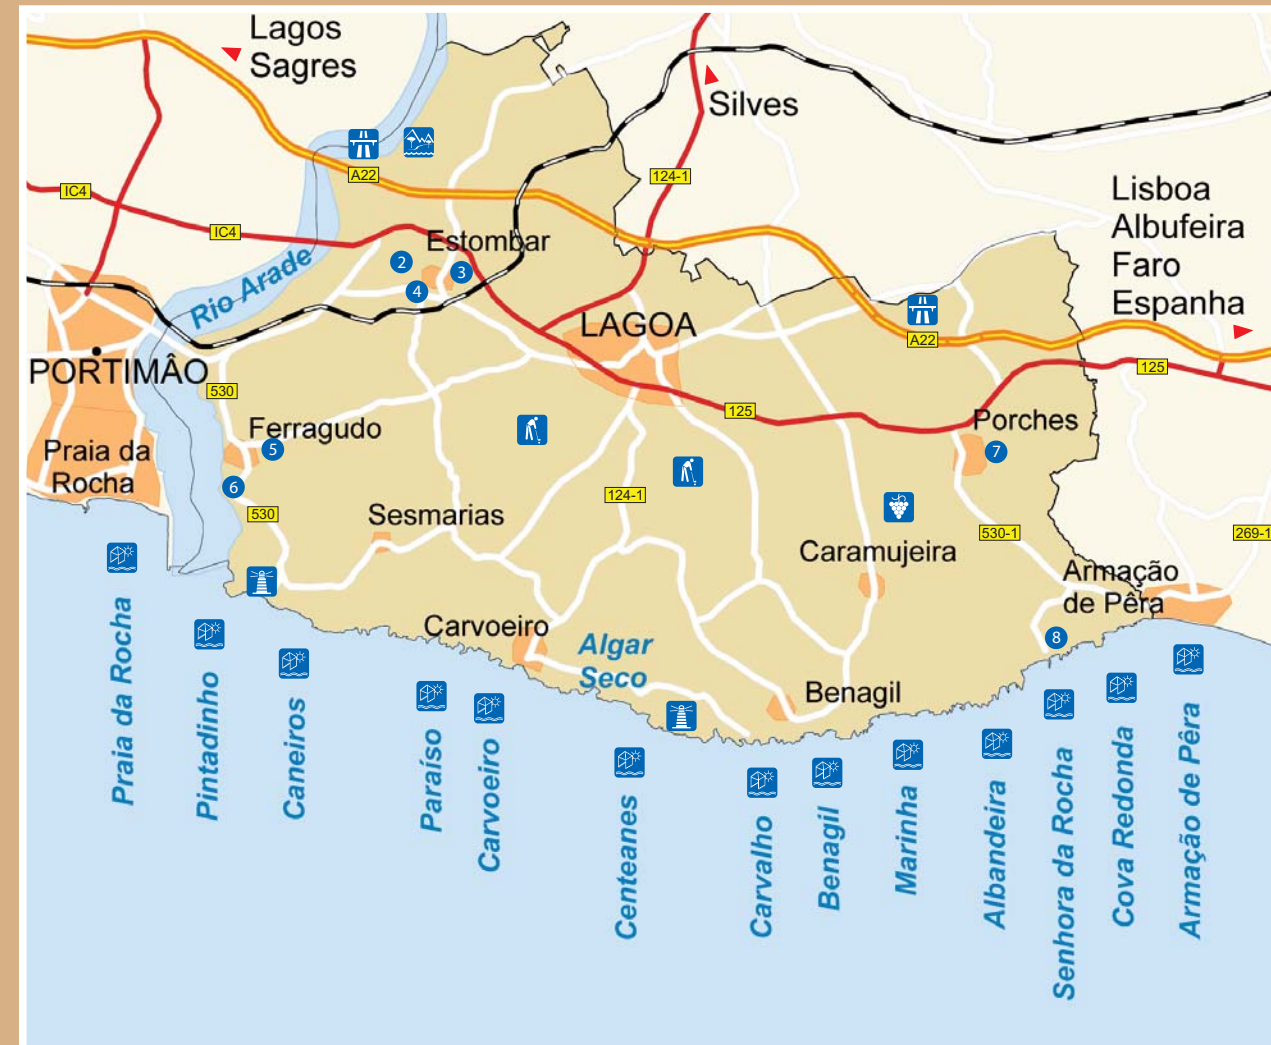 Lagos
Sagres
Silves
A22
124-1
IC4
Lisboa
Albufeira
Faro
Espanha
IC4
Estombar
2
3
4
Rio Arade
LAGOA
A22
PORTIMÂO
530
125
125
Ferragudo
5
Porches
7
Praia da
Rocha
6
124-1
530
Sesmarias
Caramujeira
530-1
269-1
Armação
de Pêra
Carvoeiro
Algar
Seco
8
Benagil
Praia da Rocha
Pintadinho
Caneiros
Paraíso
Carvoeiro
Centeanes
Carvalho
Benagil
Marinha
Albandeira
Senhora da Rocha
Cova Redonda
Armação de Pêra